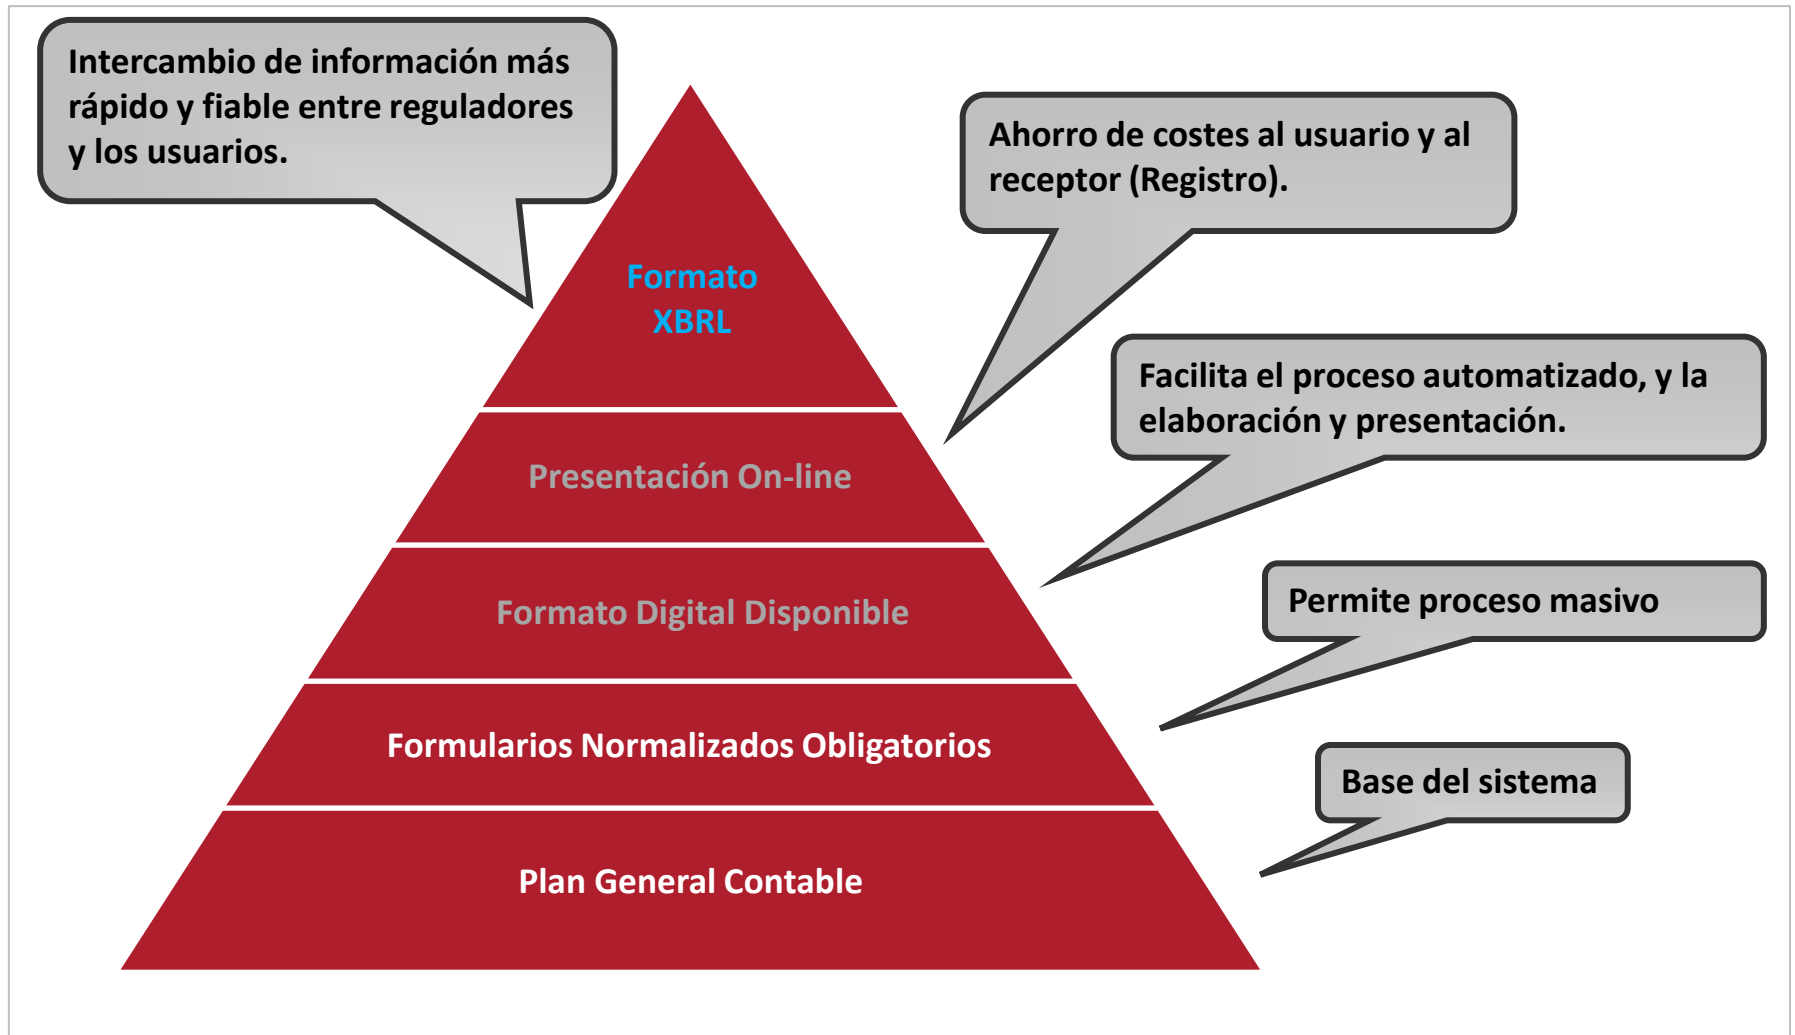 Intercambio de información más
rápido y fiable entre reguladores
y los usuarios.
Ahorro de costes al usuario y al
receptor (Registro).
Formato
XBRL
Facilita el proceso automatizado, y la
elaboración y presentación.
Presentación On-line
Permite proceso masivo
Formato Digital Disponible
Formularios Normalizados Obligatorios
Base del sistema
Plan General Contable